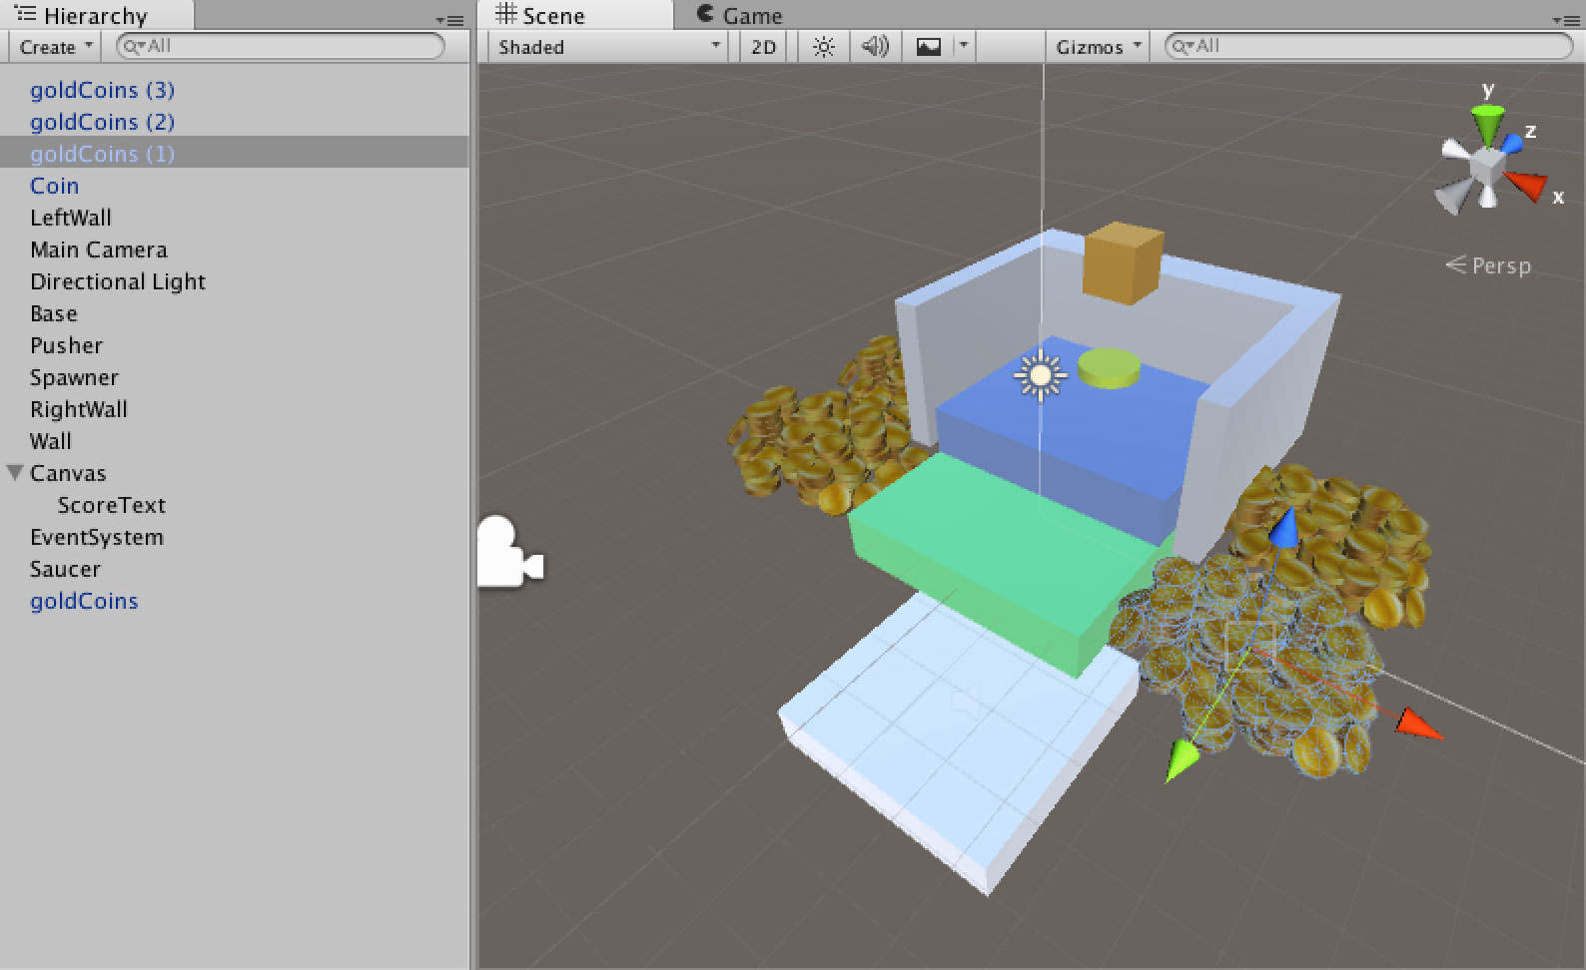 Hierarchy
Create
All
goldCoins (3)
goldCoins (2)
goldCoins (1)
Coin
LeftWall
Main Camera
Directional Light
Base
Pusher
Spawner
RightWall
Wall
Canvas
ScoreText
EventSystem
Saucer
goldCoins
Scene
Game
Shaded
2D
Gizmos
All
y
z
x
Persp